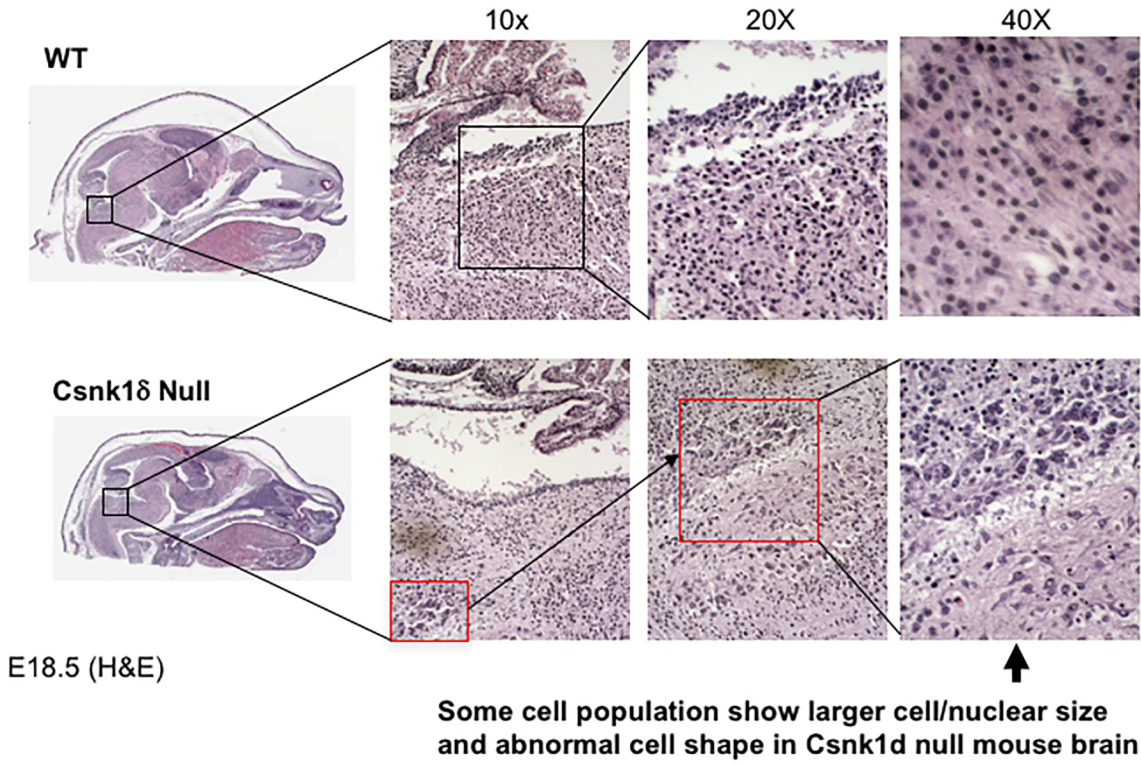 10x
20X
40X
WT
Csnk1δ Null
E18.5 (H&E)
Some cell population show larger cell/nuclear size
and abnormal cell shape in Csnk1d null mouse brain